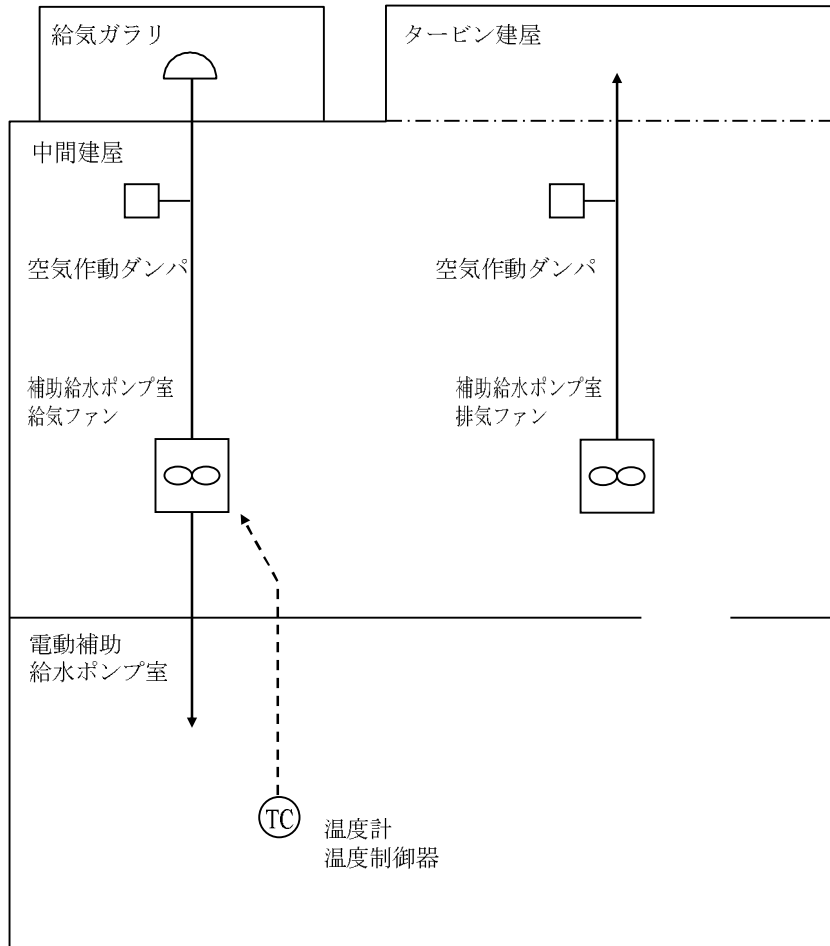 給気ガラリ
タービン建屋
中間建屋
空気作動ダンパ
空気作動ダンパ
補助給水ポンプ室
給気ファン
補助給水ポンプ室
排気ファン
電動補助
給水ポンプ室
TC
温度計
温度制御器